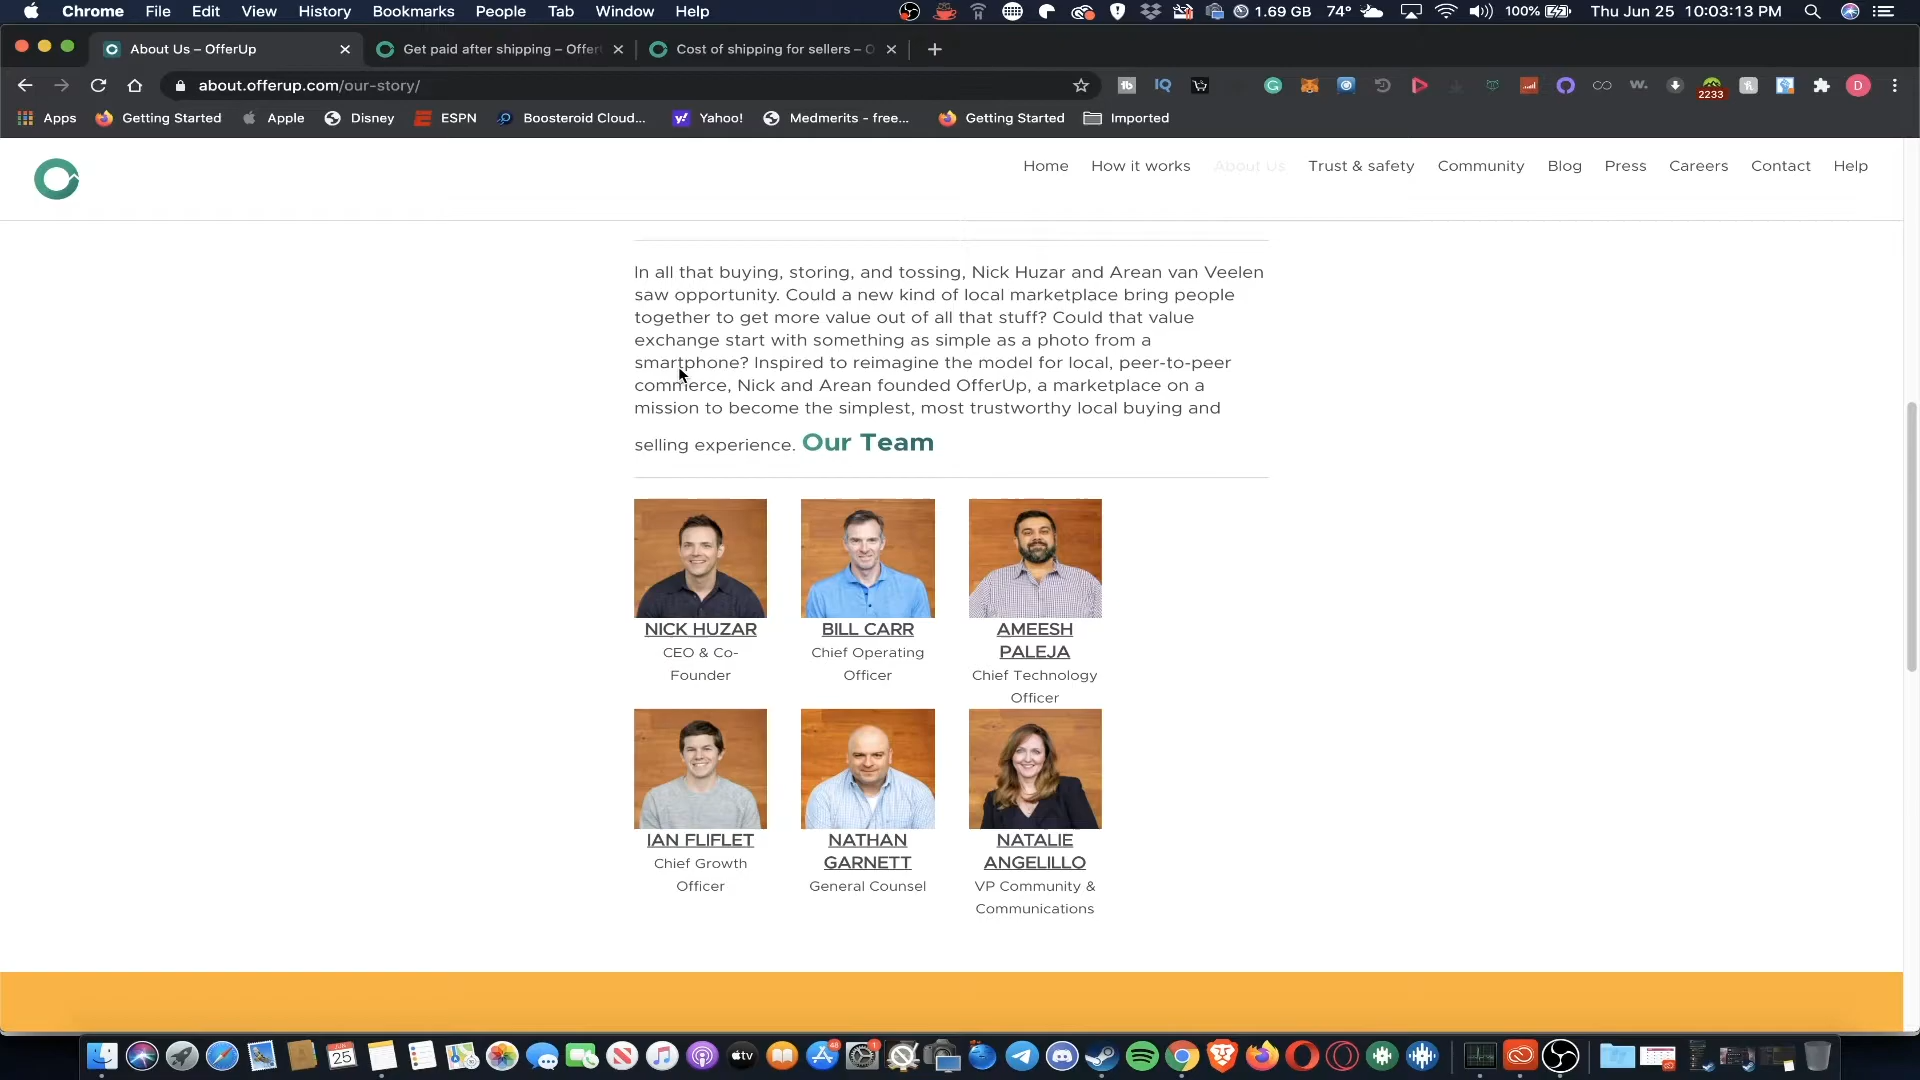 Chrome File Edit View History Bookmarks People Tab Window Help 1.69 GB 74° 100% Thu Jun 25 10:03:13 PM
About Us – OfferUp Get paid after shipping – Offer Cost of shipping for sellers – O
about.offerup.com/our-story/ 2233 D
Apps Getting Started Apple Disney ESPN Boosteroid Cloud... Yahoo! Medmerits - free... Getting Started Imported
Home How it works About Us Trust & safety Community Blog Press Careers Contact Help
In all that buying, storing, and tossing, Nick Huzar and Arean van Veelen
saw opportunity. Could a new kind of local marketplace bring people
together to get more value out of all that stuff? Could that value
exchange start with something as simple as a photo from a
smartphone? Inspired to reimagine the model for local, peer-to-peer
commerce, Nick and Arean founded OfferUp, a marketplace on a
mission to become the simplest, most trustworthy local buying and
selling experience. Our Team
NICK HUZAR
CEO & Co-
Founder
BILL CARR
Chief Operating
Officer
AMEESH
PALEJA
Chief Technology
Officer
IAN FLIFLET
Chief Growth
Officer
NATHAN
GARNETT
General Counsel
NATALIE
ANGELILLO
VP Community &
Communications
JUN
25
tv